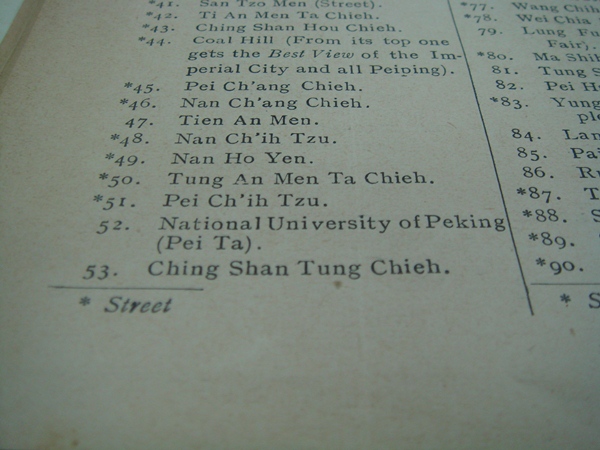 *41. San Tzo Men (Street).
*42. Ti An Men Ta Chieh.
*43. Ching Shan Hou Chieh.
*44. Coal Hill (From its top one
gets the Best View of the Im-
perial City and all Peiping).
*45. Pei Ch'ang Chieh.
*46. Nan Ch'ang Chieh.
47. Tien An Men.
*48. Nan Ch'ih Tzu.
*49. Nan Ho Yen.
*50. Tung An Men Ta Chieh.
*51. Pei Ch'ih Tzu.
52. National University of Peking
(Pei Ta).
53. Ching Shan Tung Chieh.
* Street
*77. Wang
*78. Wei Chia
79. Lung
Fair).
*80. Ma
81. Tung
82. Pei
*83.
84.
85.
86.
*87.
*88.
*89.
*90.
*